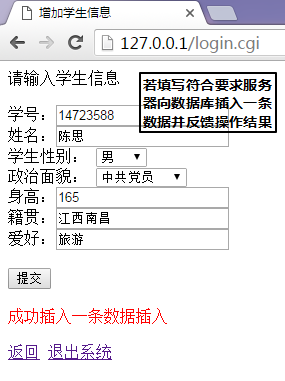 增加学生信息
127.0.0.1/login.cgi
请输入学生信息
若填写符合要求服务
器向数据库插入一条
数据并反馈操作结果
学号: 14723588
姓名: 陈思
学生性别: 男
政治面貌: 中共党员
身高: 165
籍贯: 江西南昌
爱好: 旅游
提交
成功插入一条数据插入
返回 退出系统